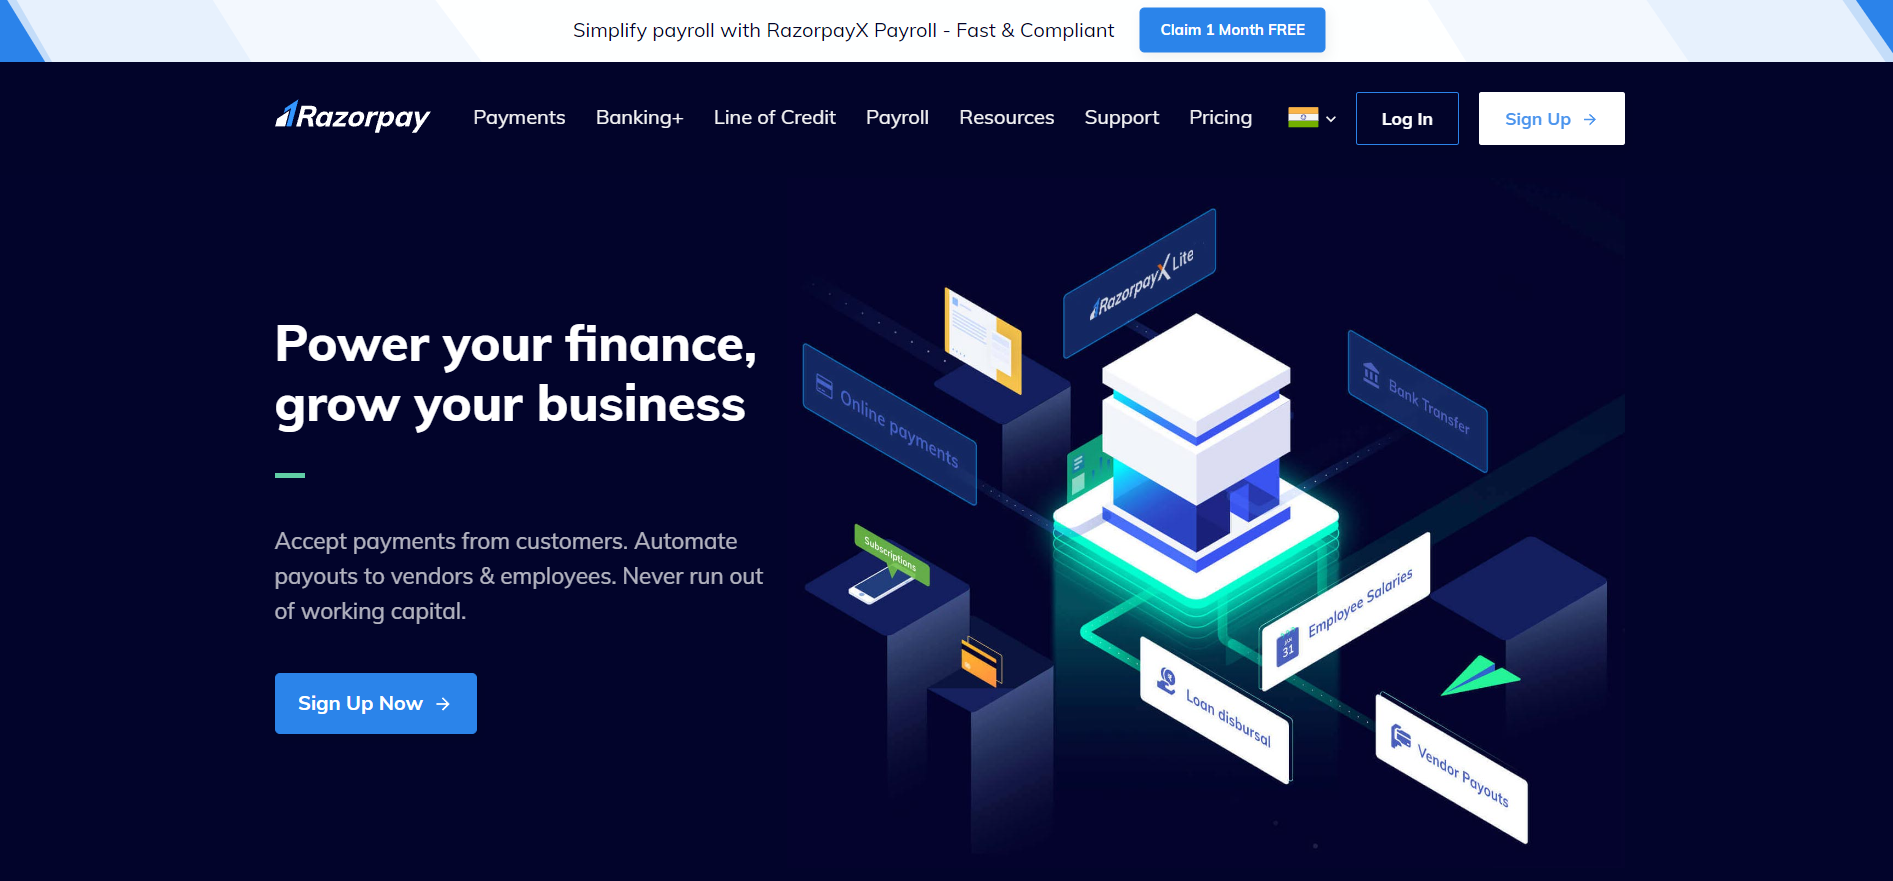 Simplify payroll with RazorpayX Payroll - Fast & Compliant
Claim 1 Month FREE
Razorpay
Payments
Banking+
Line of Credit
Payroll
Resources
Support
Pricing
Log In
Sign Up
Power your finance,
grow your business
Accept payments from customers. Automate
payouts to vendors & employees. Never run out
of working capital.
Sign Up Now
RazorpayX Lite
Online payments
Bank Transfer
Subscriptions
JAN
31
Employee Salaries
Loan disbursal
Vendor Payouts